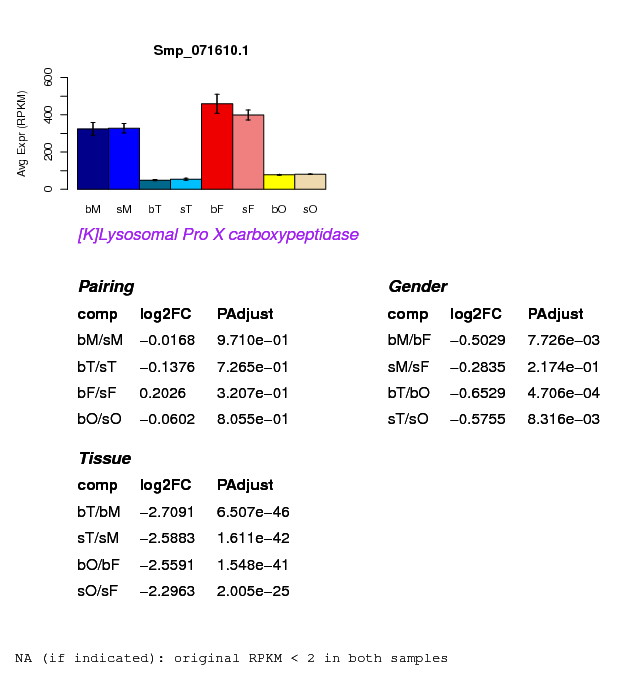 Smp_071610.1
Avg Expr (RPKM)
0 200 400 600
bM sM bT sT bF sF bO sO
[K]Lysosomal Pro X carboxypeptidase
Pairing
comp log2FC PAdjust
bM/sM −0.0168 9.710e−01
bT/sT −0.1376 7.265e−01
bF/sF 0.2026 3.207e−01
bO/sO −0.0602 8.055e−01
Gender
comp log2FC PAdjust
bM/bF −0.5029 7.726e−03
sM/sF −0.2835 2.174e−01
bT/bO −0.6529 4.706e−04
sT/sO −0.5755 8.316e−03
Tissue
comp log2FC PAdjust
bT/bM −2.7091 6.507e−46
sT/sM −2.5883 1.611e−42
bO/bF −2.5591 1.548e−41
sO/sF −2.2963 2.005e−25
NA (if indicated): original RPKM < 2 in both samples